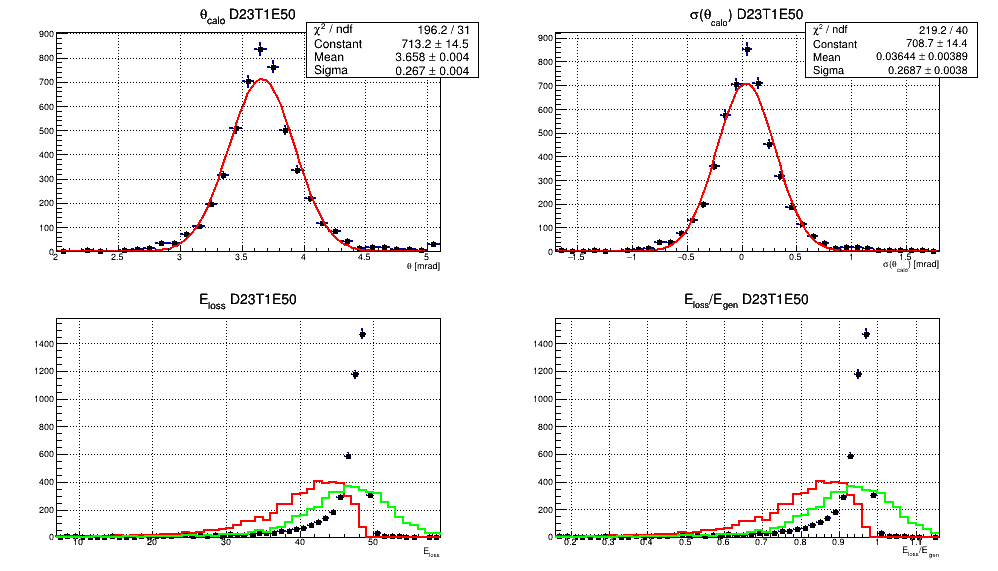 θcalo D23T1E50
χ² / ndf 196.2 / 31
Constant 713.2 ± 14.5
Mean 3.658 ± 0.004
Sigma 0.267 ± 0.004
900
800
700
600
500
400
300
200
100
0
2 2.5 3 3.5 4 4.5 5
θ [mrad]
σ(θcalo) D23T1E50
χ² / ndf 219.2 / 40
Constant 708.7 ± 14.4
Mean 0.03644 ± 0.00389
Sigma 0.2687 ± 0.0038
900
800
700
600
500
400
300
200
100
0
−1.5 −1.0 −0.5 0.0 0.5 1.0 1.5
σ(θcalo) [mrad]
Eloss D23T1E50
1400
1200
1000
800
600
400
200
0
10 20 30 40 50
Eloss
Eloss/Egen D23T1E50
1400
1200
1000
800
600
400
200
0
0.2 0.3 0.4 0.5 0.6 0.7 0.8 0.9 1 1.1
Eloss/Egen